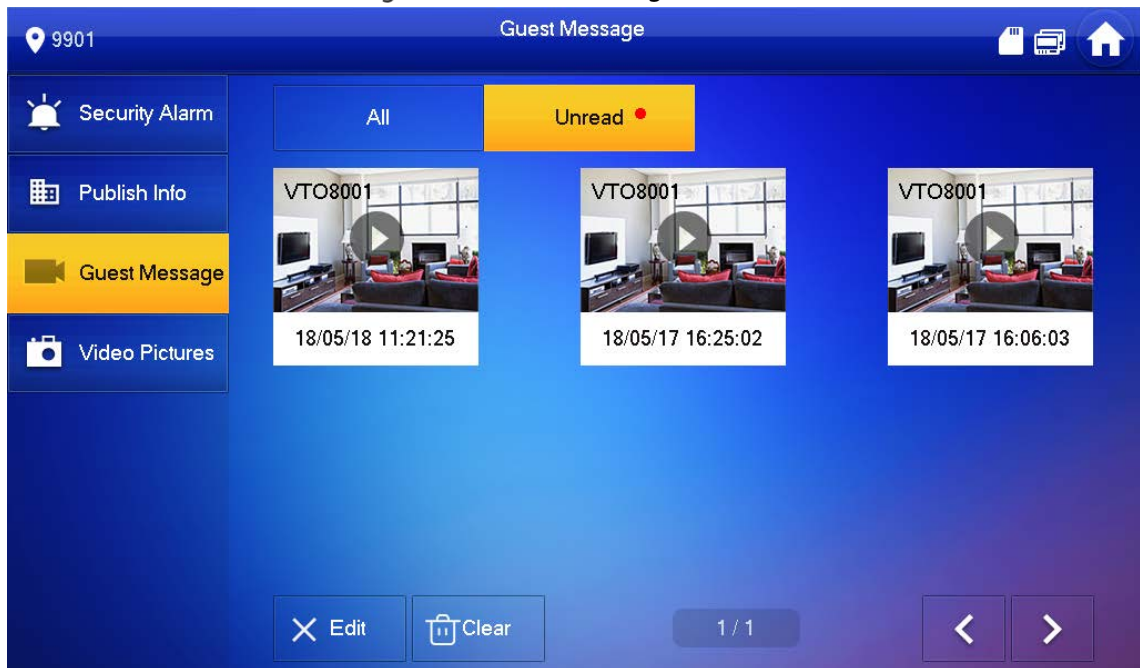 Guest Message
9901
Security Alarm
Publish Info
Guest Message
Video Pictures
All
Unread
VTO8001
VTO8001
VTO8001
18/05/18 11:21:25
18/05/17 16:25:02
18/05/17 16:06:03
Edit
Clear
1/1